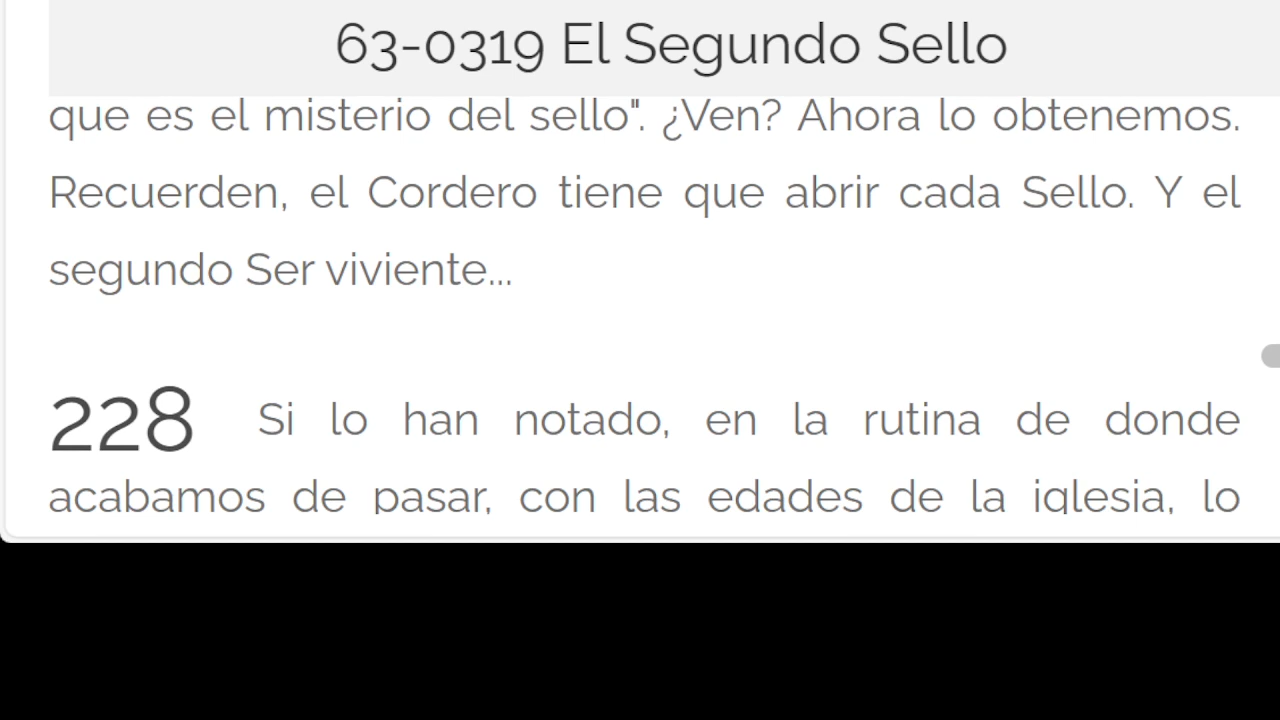 63-0319 El Segundo Sello
que es el misterio del sello". ¿Ven? Ahora lo obtenemos.
Recuerden, el Cordero tiene que abrir cada Sello. Y el
segundo Ser viviente...
228 Si lo han notado, en la rutina de donde
acabamos de pasar, con las edades de la iglesia, lo